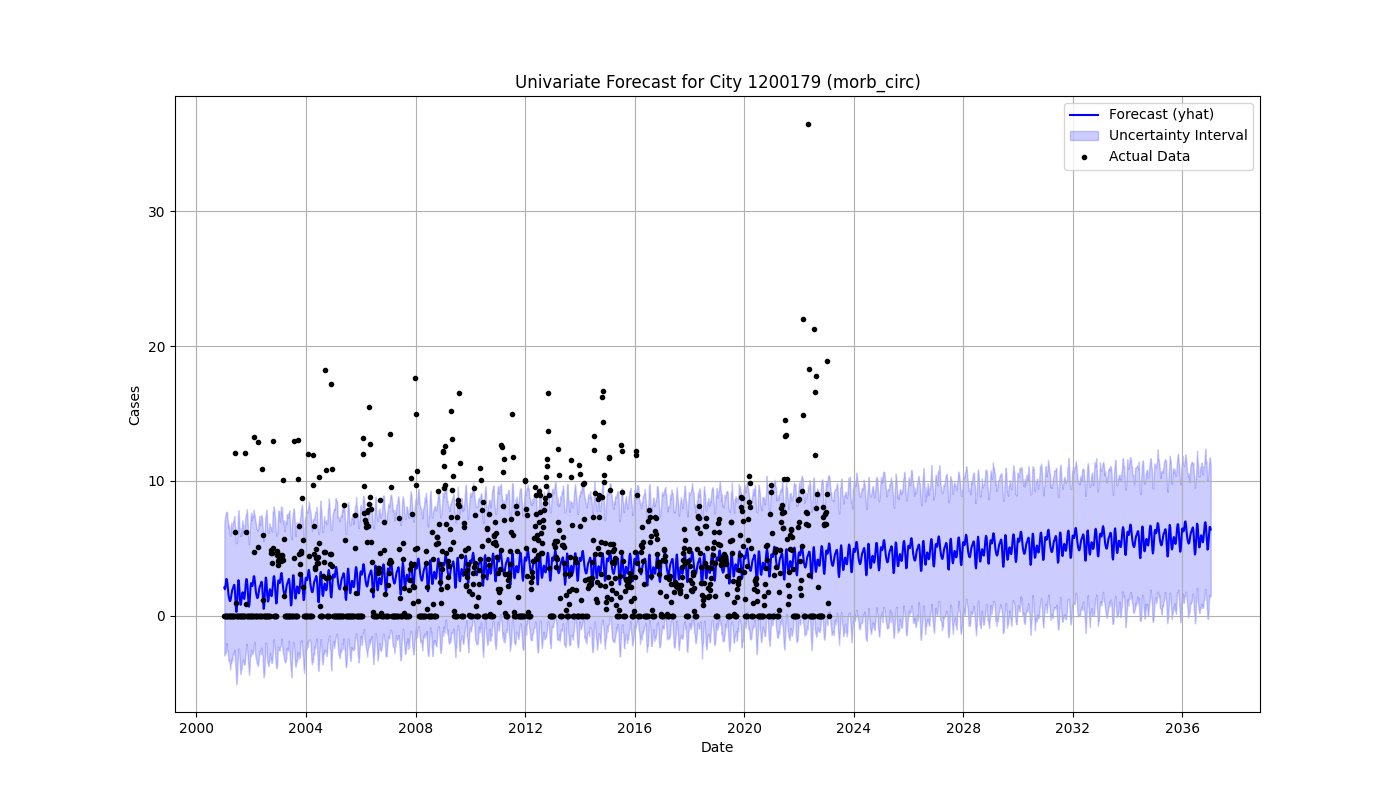 Univariate Forecast for City 1200179 (morb_circ)
Forecast (yhat)
Uncertainty Interval
Actual Data
Cases
30
20
10
0
2000 2004 2008 2012 2016 2020 2024 2028 2032 2036
Date